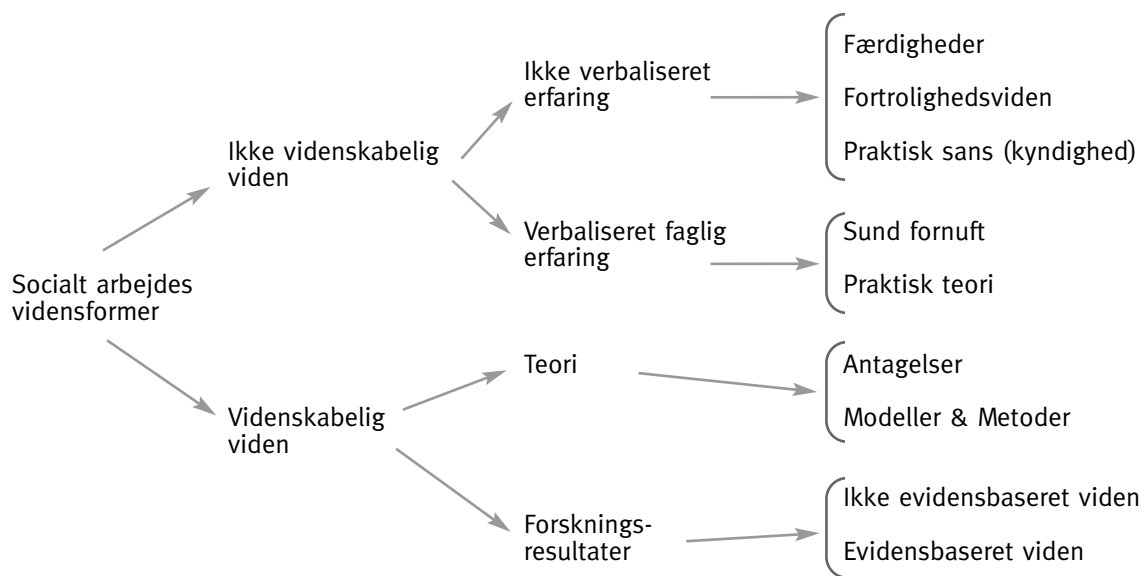 Socialt arbejdes
vidensformer
Ikke videnskabelig
viden
Ikke verbaliseret
erfaring
Færdigheder
Fortrolighedsviden
Praktisk sans (kyndighed)
Verbaliseret faglig
erfaring
Sund fornuft
Praktisk teori
Videnskabelig
viden
Teori
Antagelser
Modeller & Metoder
Forsknings-
resultater
Ikke evidensbaseret viden
Evidensbaseret viden